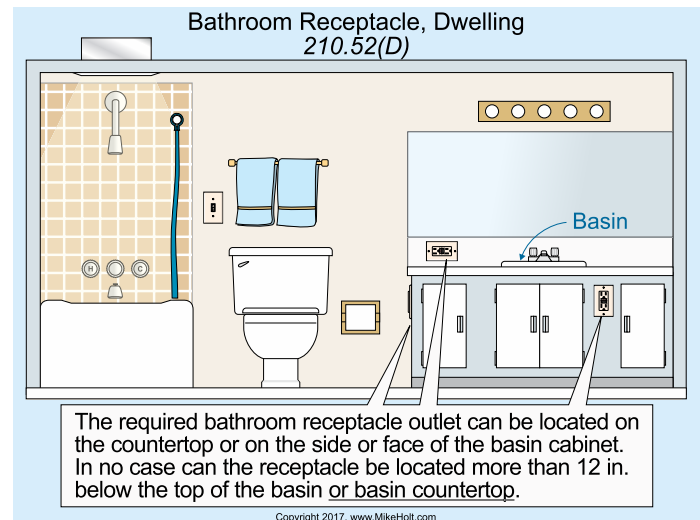 Bathroom Receptacle, Dwelling
210.52(D)
Basin
H
C
The required bathroom receptacle outlet can be located on
the countertop or on the side or face of the basin cabinet.
In no case can the receptacle be located more than 12 in.
below the top of the basin or basin countertop.
Copyright 2017, www.MikeHolt.com